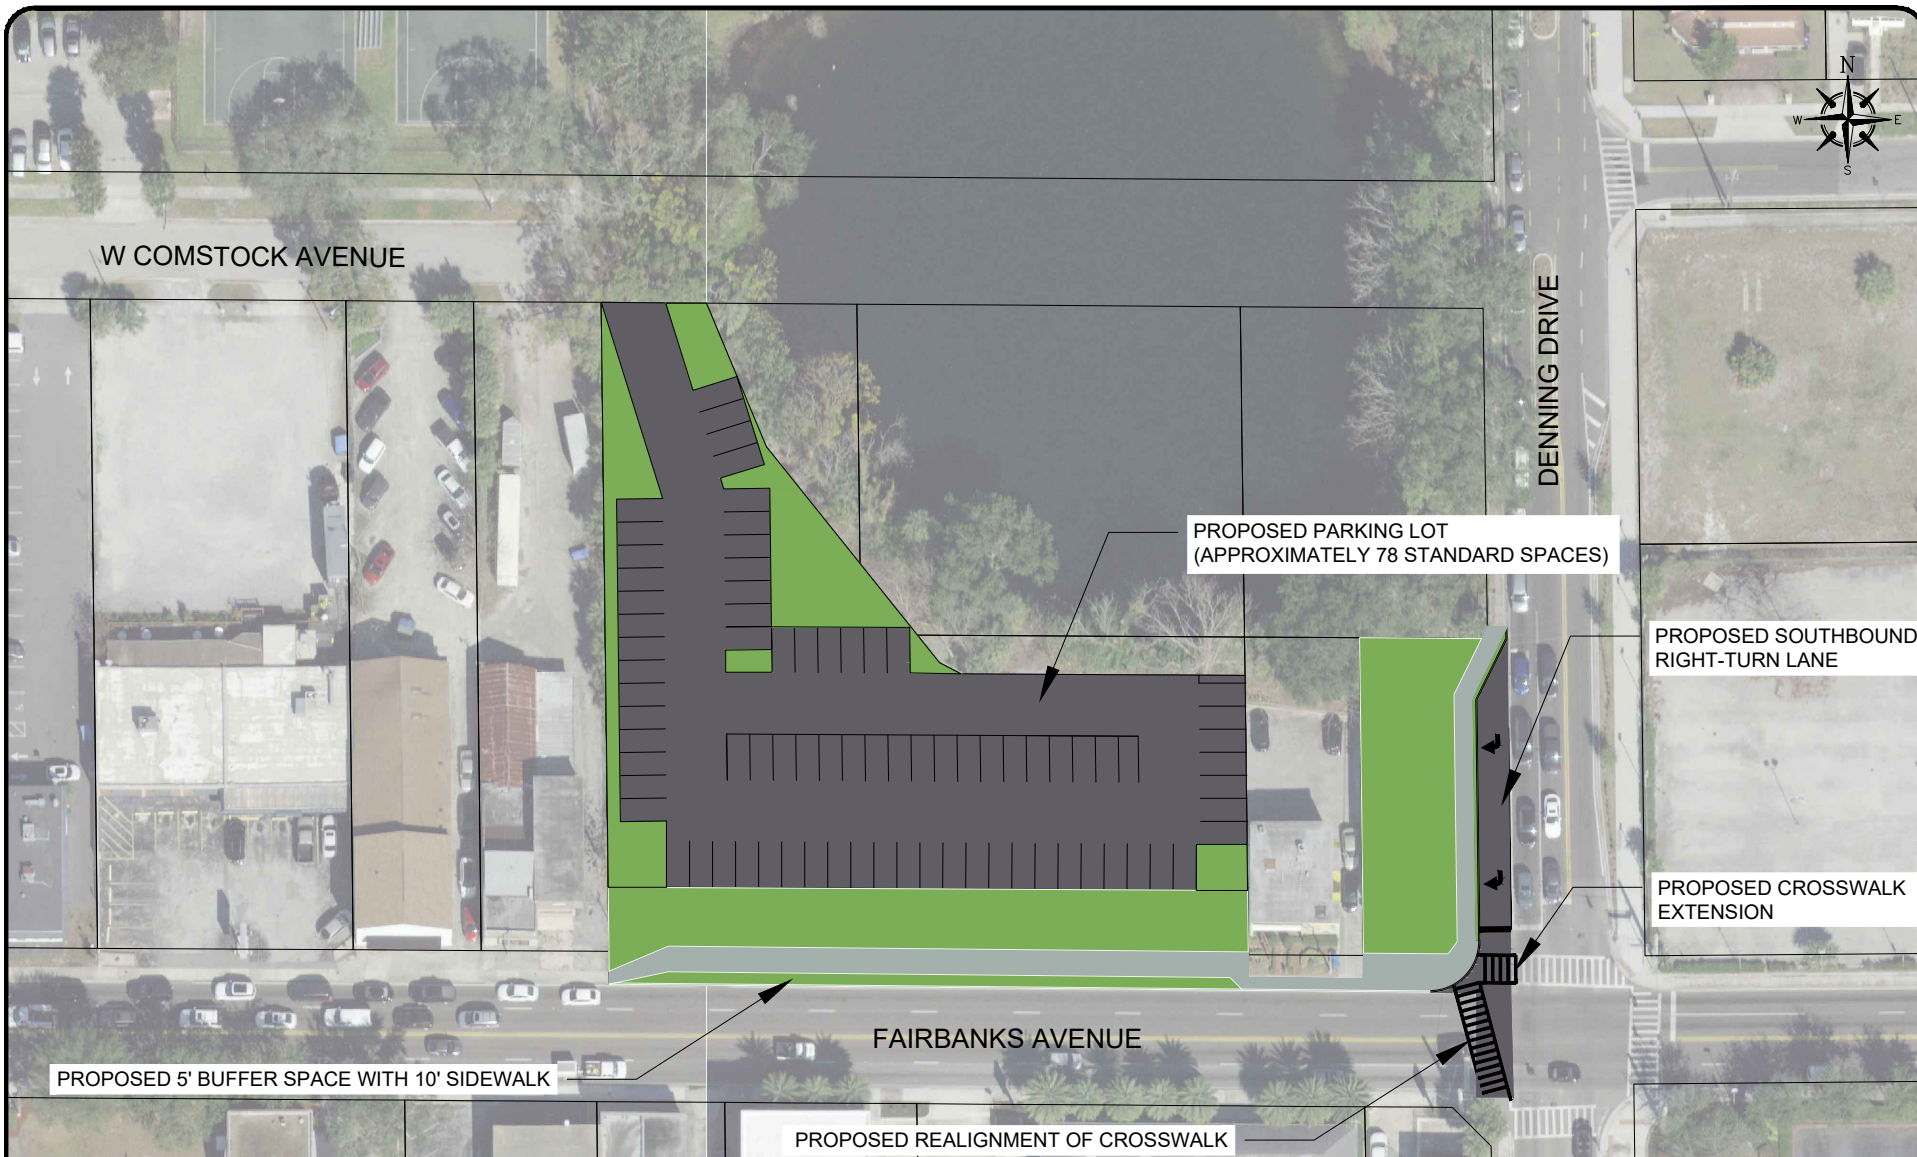 N
W E
S
W COMSTOCK AVENUE
DENNING DRIVE
PROPOSED PARKING LOT
(APPROXIMATELY 78 STANDARD SPACES)
PROPOSED SOUTHBOUND
RIGHT-TURN LANE
PROPOSED CROSSWALK
EXTENSION
FAIRBANKS AVENUE
PROPOSED 5' BUFFER SPACE WITH 10' SIDEWALK
PROPOSED REALIGNMENT OF CROSSWALK